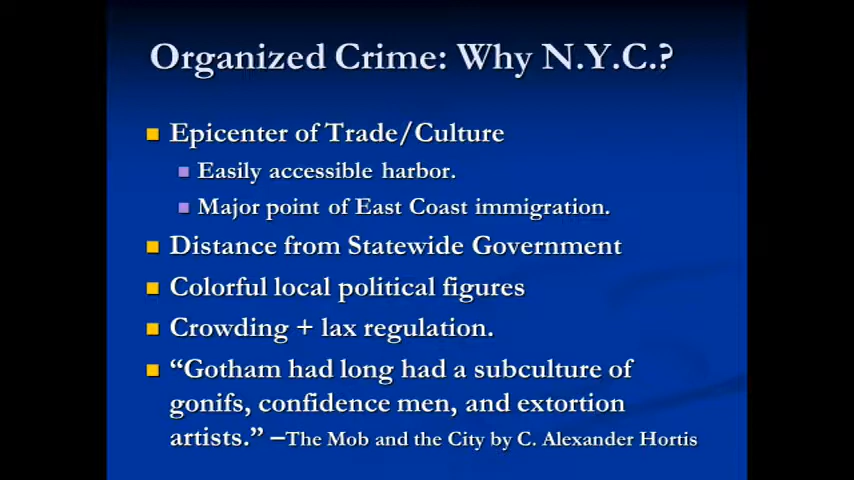 Organized Crime: Why N.Y.C.?
Epicenter of Trade/Culture
Easily accessible harbor.
Major point of East Coast immigration.
Distance from Statewide Government
Colorful local political figures
Crowding + lax regulation.
“Gotham had long had a subculture of
gonifs, confidence men, and extortion
artists.” –The Mob and the City by C. Alexander Hortis